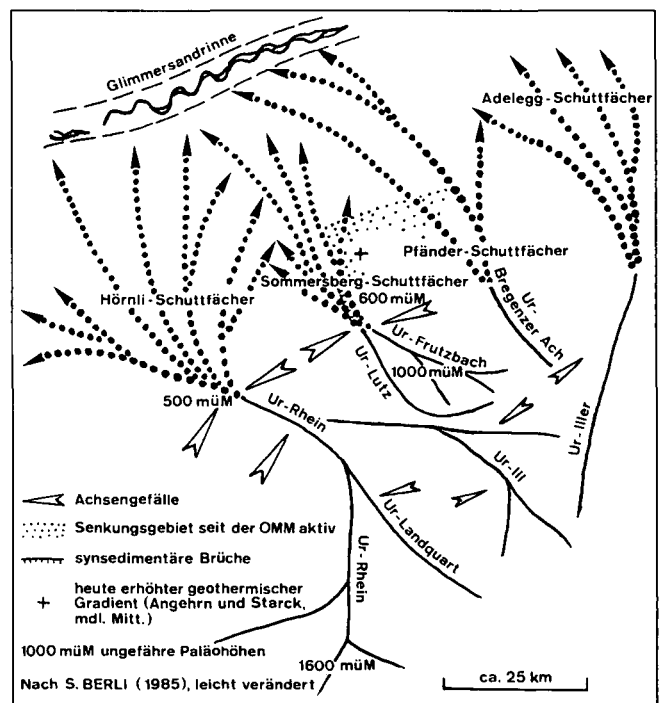 Glimmersandrinne
Adelegg-Schuttfächer
Pfänder-Schuttfächer
Sommersberg-Schuttfächer
600 müM
Hörnli-Schuttfächer
Ur-
Bregenzer Ach
Ur-Frutzbach
1000 müM
Ur-Lutz
500 müM
Ur-Rhein
Ur-Iller
Ur-Ill
Ur-Landquart
Ur-Rhein
1600 müM
Achsengefälle
Senkungsgebiet seit der OMM aktiv
synsedimentäre Brüche
heute erhöhter geothermischer
Gradient (Angehrn und Starck,
mdl. Mitt.)
1000 müM ungefähre Paläohöhen
Nach S. BERLI (1985), leicht verändert
ca. 25 km